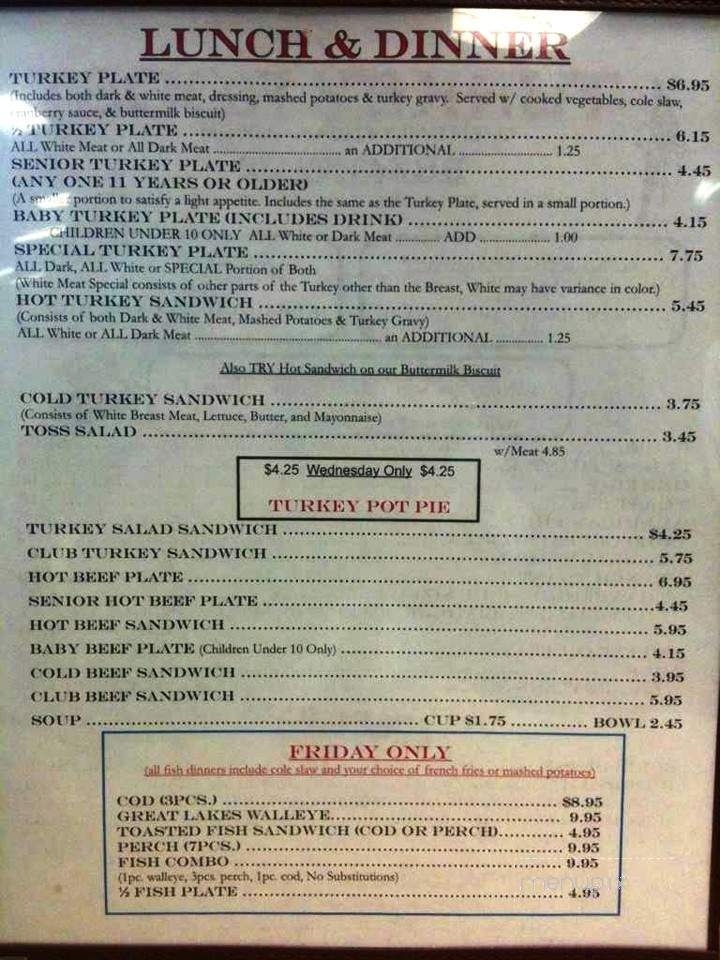 LUNCH & DINNER
TURKEY PLATE ........ $6.95
(Includes both dark & white meat, dressing, mashed potatoes & turkey gravy. Served w/ cooked vegetables, cole slaw,
cranberry sauce, & buttermilk biscuit)
½ TURKEY PLATE ........ 6.15
ALL White Meat or All Dark Meat ........ an ADDITIONAL ........ 1.25
SENIOR TURKEY PLATE ........ 4.45
(ANY ONE 11 YEARS OR OLDER)
(A smaller portion to satisfy a light appetite. Includes the same as the Turkey Plate, served in a small portion.)
BABY TURKEY PLATE (INCLUDES DRINK) ........ 4.15
CHILDREN UNDER 10 ONLY ALL White or Dark Meat ........ ADD ........ 1.00
SPECIAL TURKEY PLATE ........ 7.75
ALL Dark, ALL White or SPECIAL Portion of Both
(White Meat Special consists of other parts of the Turkey other than the Breast, White may have variance in color.)
HOT TURKEY SANDWICH ........ 5.45
(Consists of both Dark & White Meat, Mashed Potatoes & Turkey Gravy)
ALL White or ALL Dark Meat ........ an ADDITIONAL ........ 1.25
Also TRY Hot Sandwich on our Buttermilk Biscuit
COLD TURKEY SANDWICH ........ 3.75
(Consists of White Breast Meat, Lettuce, Butter, and Mayonnaise)
TOSS SALAD ........ 3.45
w/Meat 4.85
$4.25 Wednesday Only $4.25
TURKEY POT PIE
TURKEY SALAD SANDWICH ........ $4.25
CLUB TURKEY SANDWICH ........ 5.75
HOT BEEF PLATE ........ 6.95
SENIOR HOT BEEF PLATE ........ 4.45
HOT BEEF SANDWICH ........ 5.95
BABY BEEF PLATE (Children Under 10 Only) ........ 4.15
COLD BEEF SANDWICH ........ 3.95
CLUB BEEF SANDWICH ........ 5.95
SOUP ........ CUP $1.75 ........ BOWL 2.45
FRIDAY ONLY
(all fish dinners include cole slaw and your choice of french fries or mashed potatoes)
COD (3PCS.) ........ $8.95
GREAT LAKES WALLEYE ........ 9.95
TOASTED FISH SANDWICH (COD OR PERCH) ........ 4.95
PERCH (7PCS.) ........ 9.95
FISH COMBO ........ 9.95
(1pc. walleye, 3pcs. perch, 1pc. cod, No Substitutions)
½ FISH PLATE ........ 4.95